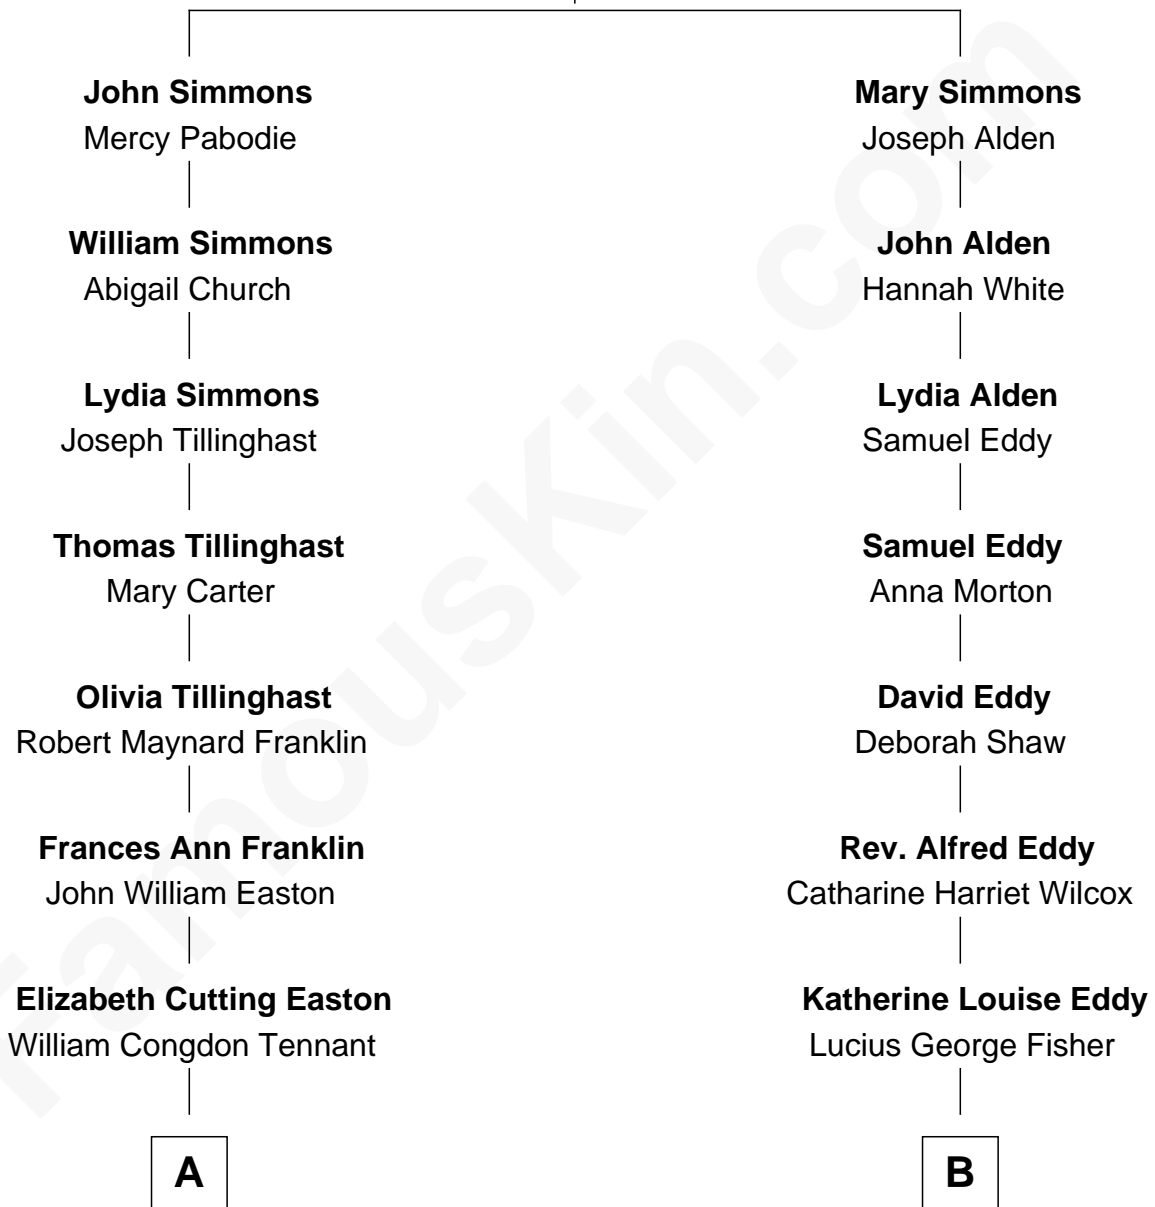 John Simmons
Mercy Pabodie
William Simmons
Abigail Church
Lydia Simmons
Joseph Tillinghast
Thomas Tillinghast
Mary Carter
Olivia Tillinghast
Robert Maynard Franklin
Frances Ann Franklin
John William Easton
Elizabeth Cutting Easton
William Congdon Tennant
A
Mary Simmons
Joseph Alden
John Alden
Hannah White
Lydia Alden
Samuel Eddy
Samuel Eddy
Anna Morton
David Eddy
Deborah Shaw
Rev. Alfred Eddy
Catharine Harriet Wilcox
Katherine Louise Eddy
Lucius George Fisher
B
FamousKin.com